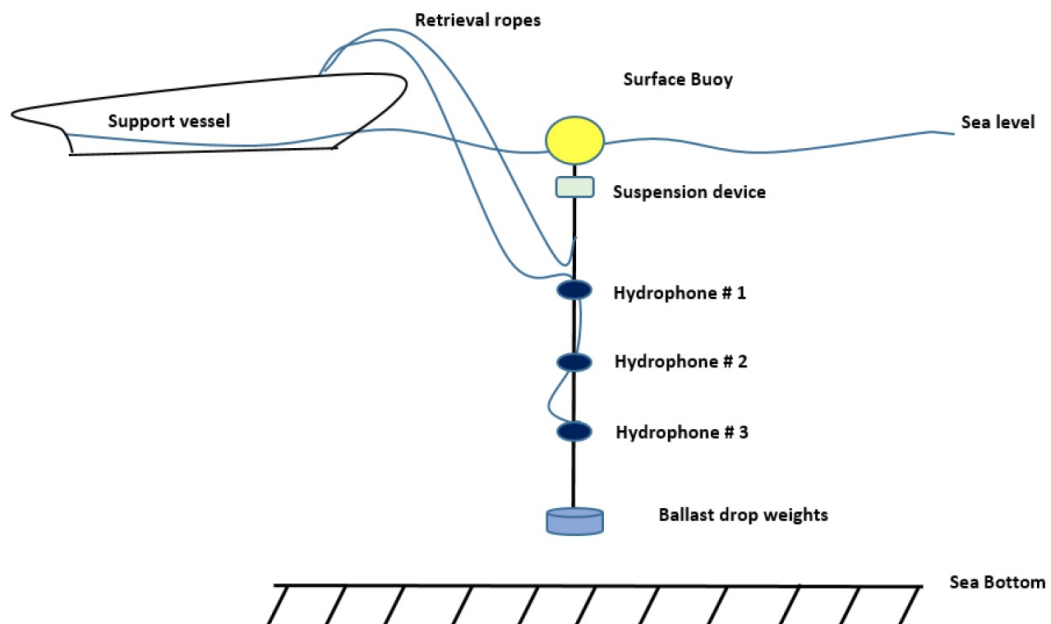 Retrieval ropes
Surface Buoy
Support vessel
Sea level
Suspension device
Hydrophone # 1
Hydrophone # 2
Hydrophone # 3
Ballast drop weights
Sea Bottom